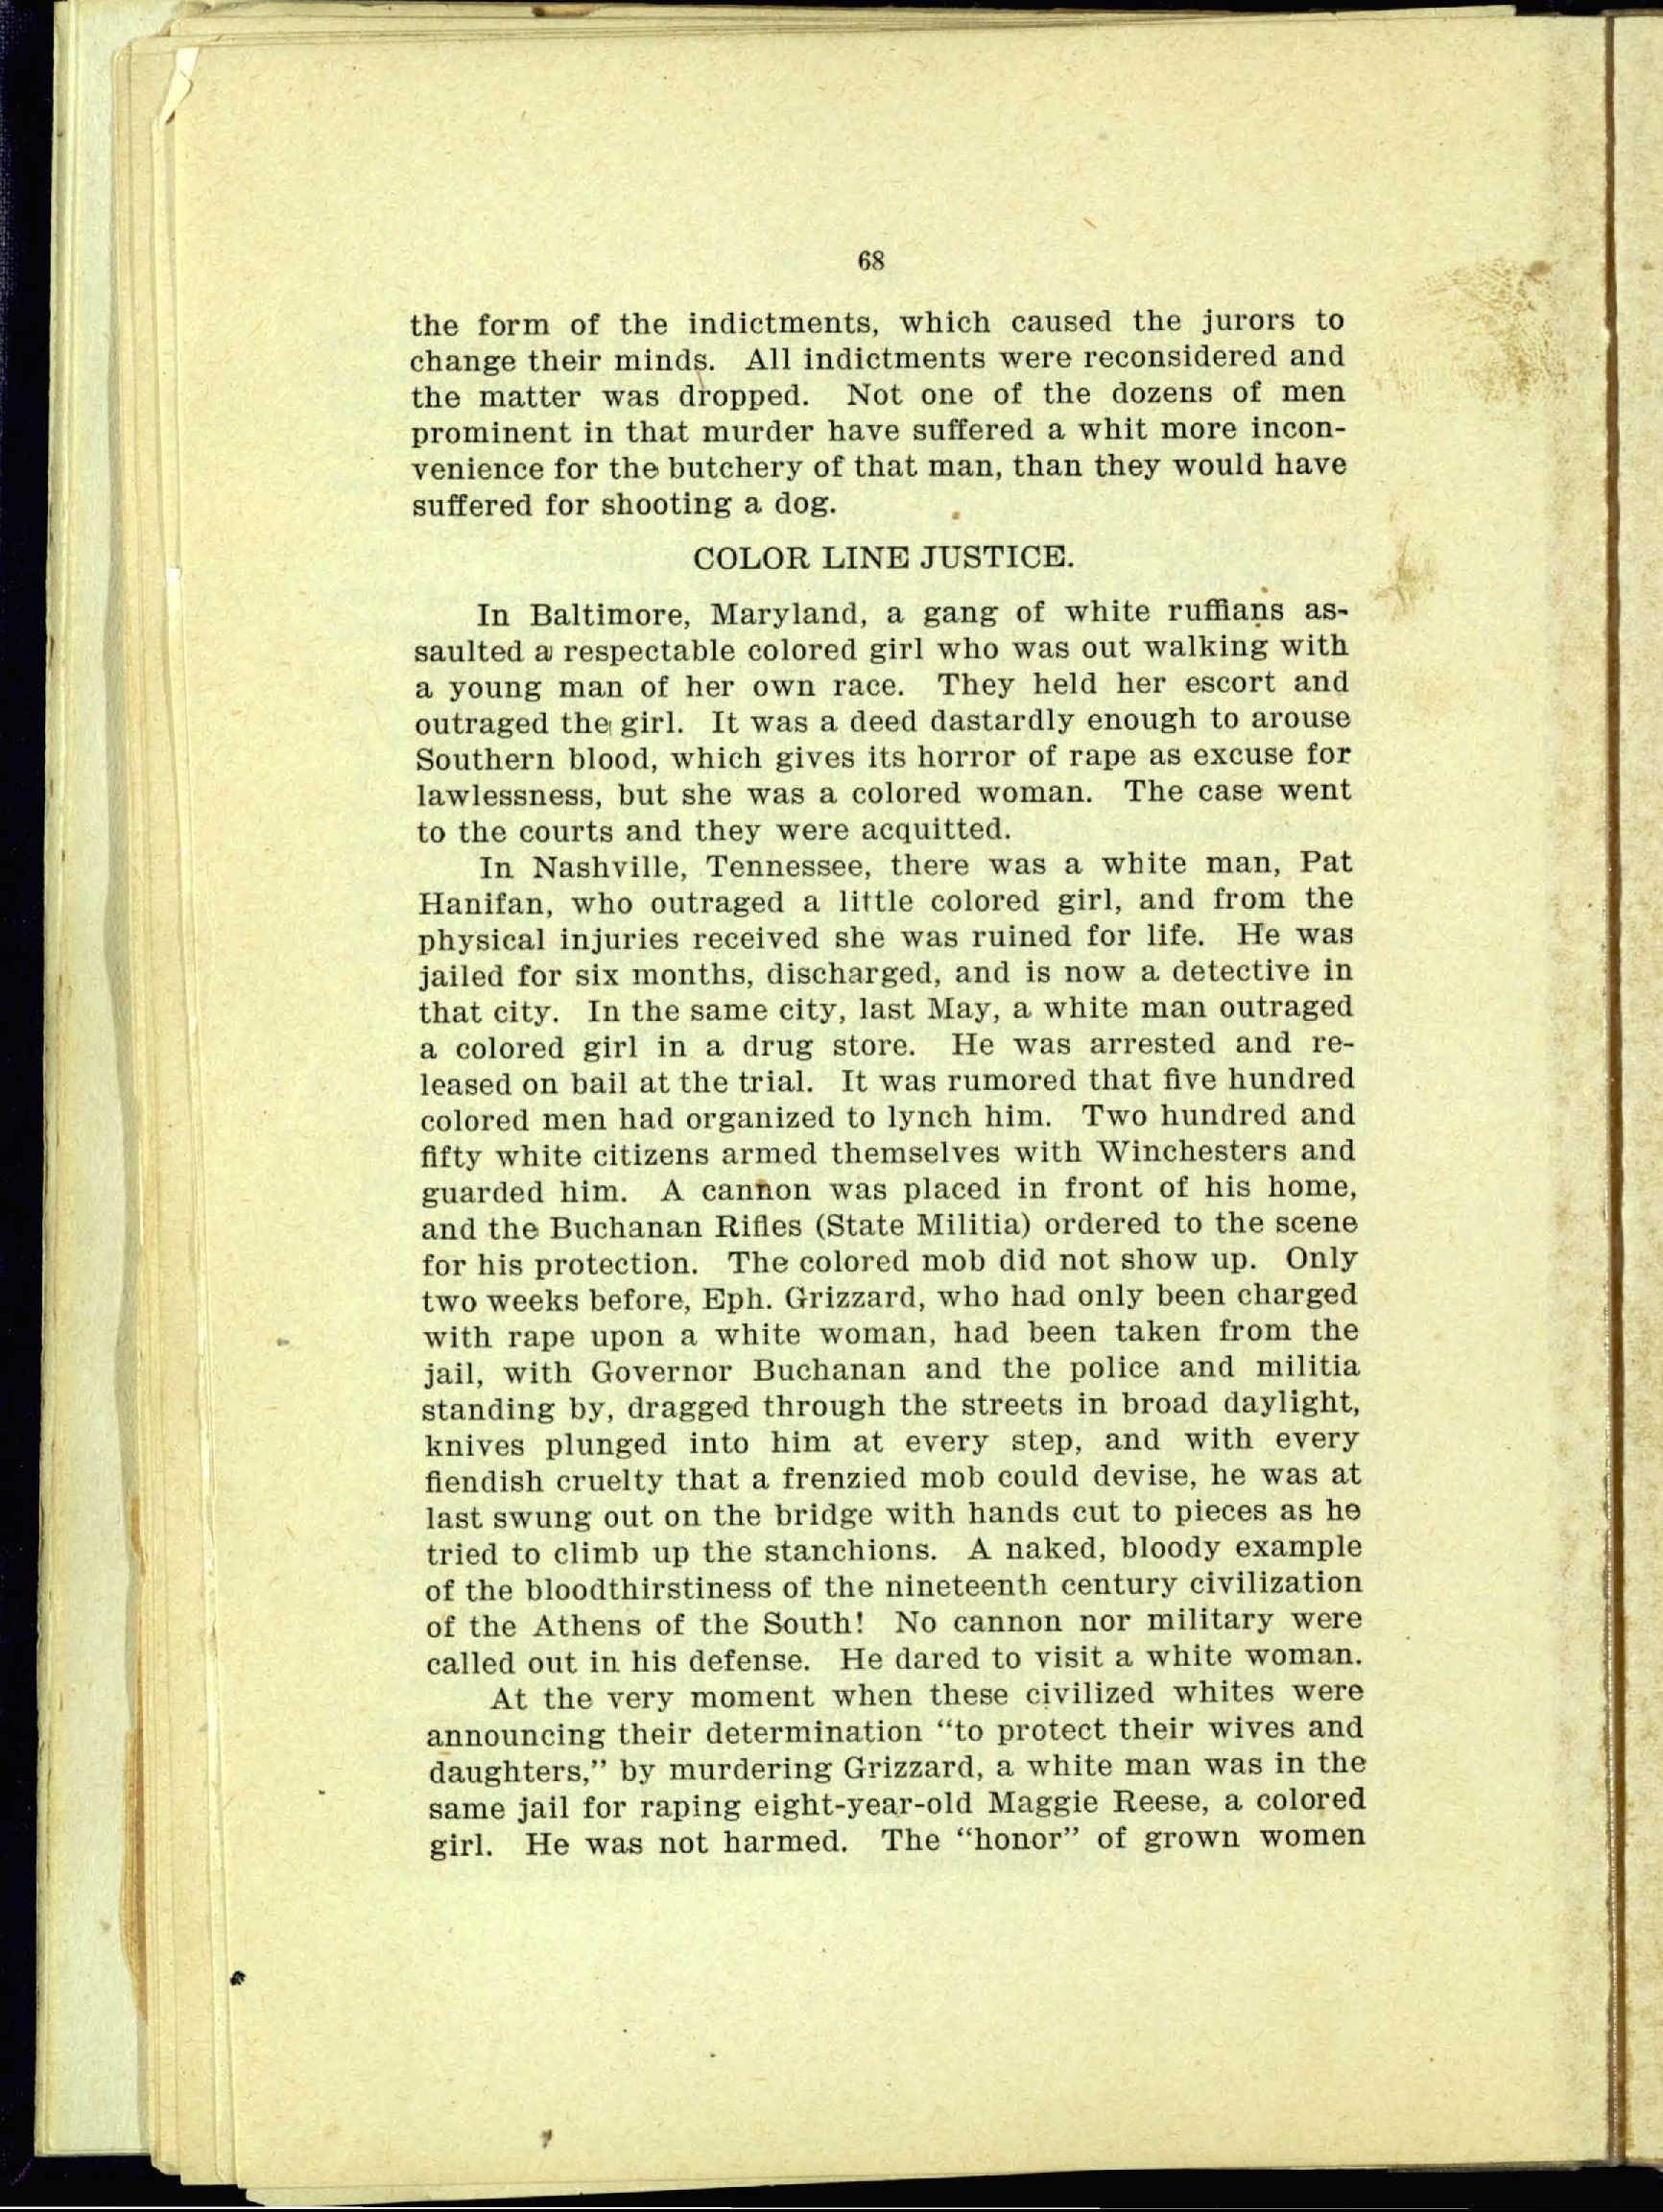 68
the form of the indictments, which caused the jurors to
change their minds. All indictments were reconsidered and
the matter was dropped. Not one of the dozens of men
prominent in that murder have suffered a whit more incon-
venience for the butchery of that man, than they would have
suffered for shooting a dog.
COLOR LINE JUSTICE.
In Baltimore, Maryland, a gang of white ruffians as-
saulted a respectable colored girl who was out walking with
a young man of her own race. They held her escort and
outraged the girl. It was a deed dastardly enough to arouse
Southern blood, which gives its horror of rape as excuse for
lawlessness, but she was a colored woman. The case went
to the courts and they were acquitted.
In Nashville, Tennessee, there was a white man, Pat
Hanifan, who outraged a little colored girl, and from the
physical injuries received she was ruined for life. He was
jailed for six months, discharged, and is now a detective in
that city. In the same city, last May, a white man outraged
a colored girl in a drug store. He was arrested and re-
leased on bail at the trial. It was rumored that five hundred
colored men had organized to lynch him. Two hundred and
fifty white citizens armed themselves with Winchesters and
guarded him. A cannon was placed in front of his home,
and the Buchanan Rifles (State Militia) ordered to the scene
for his protection. The colored mob did not show up. Only
two weeks before, Eph. Grizzard, who had only been charged
with rape upon a white woman, had been taken from the
jail, with Governor Buchanan and the police and militia
standing by, dragged through the streets in broad daylight,
knives plunged into him at every step, and with every
fiendish cruelty that a frenzied mob could devise, he was at
last swung out on the bridge with hands cut to pieces as he
tried to climb up the stanchions. A naked, bloody example
of the bloodthirstiness of the nineteenth century civilization
of the Athens of the South! No cannon nor military were
called out in his defense. He dared to visit a white woman.
At the very moment when these civilized whites were
announcing their determination “to protect their wives and
daughters,” by murdering Grizzard, a white man was in the
same jail for raping eight-year-old Maggie Reese, a colored
girl. He was not harmed. The “honor” of grown women